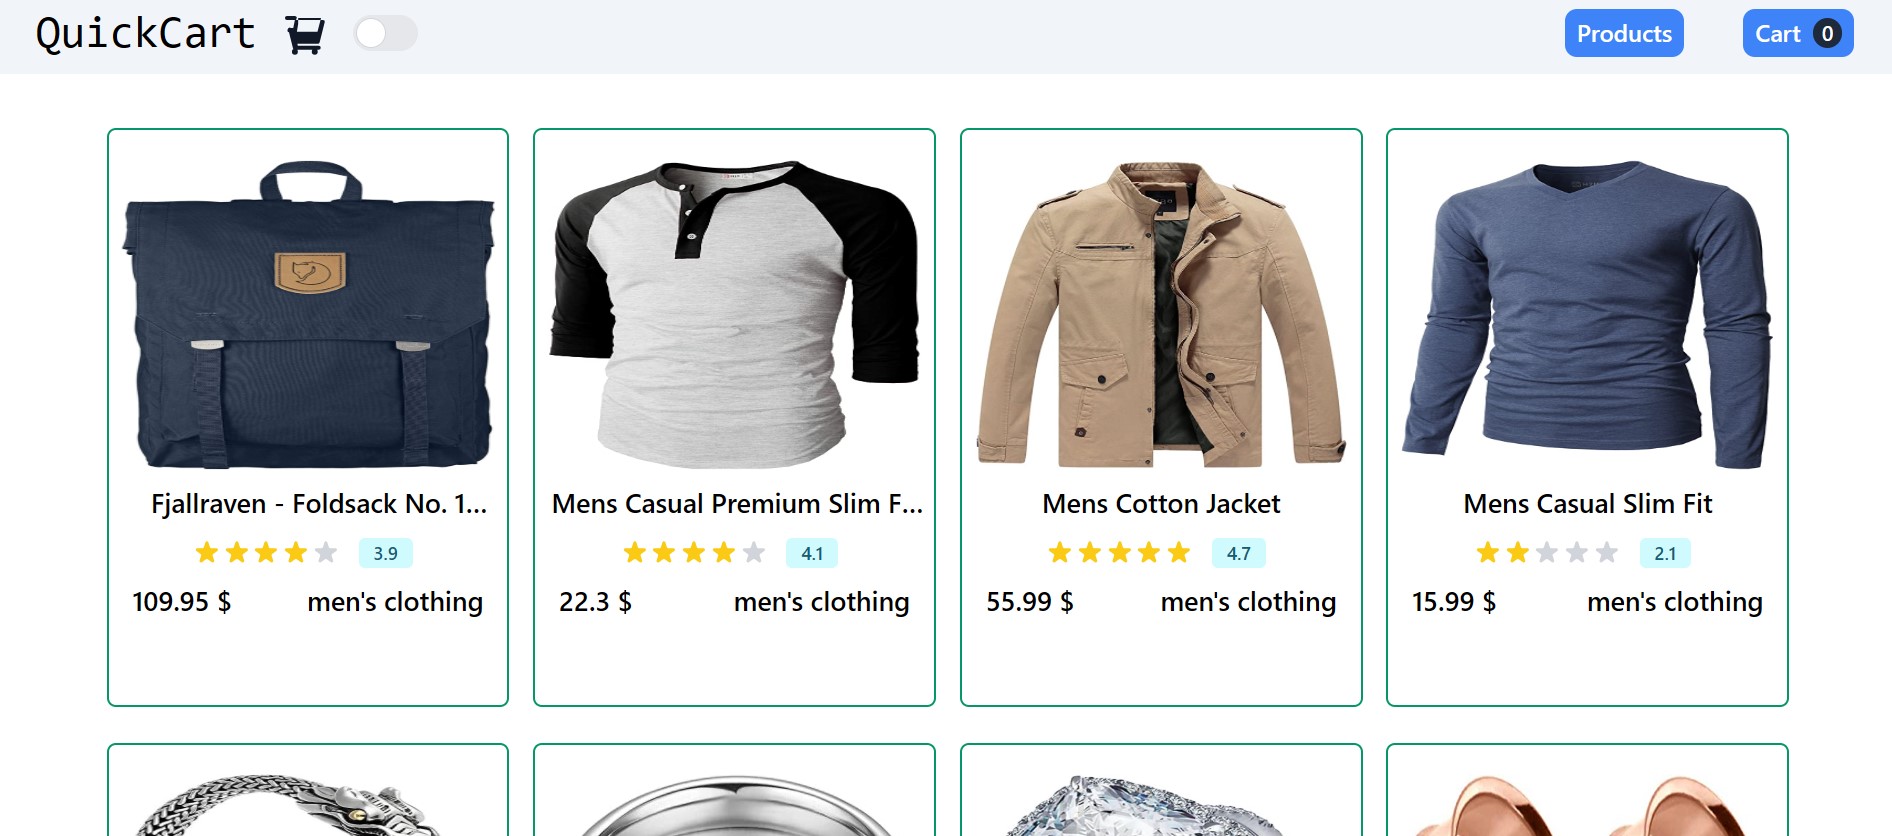 QuickCart
Products
Cart 0
Fjallraven - Foldsack No. 1...
3.9
109.95 $ men's clothing
Mens Casual Premium Slim F...
4.1
22.3 $ men's clothing
Mens Cotton Jacket
4.7
55.99 $ men's clothing
Mens Casual Slim Fit
2.1
15.99 $ men's clothing